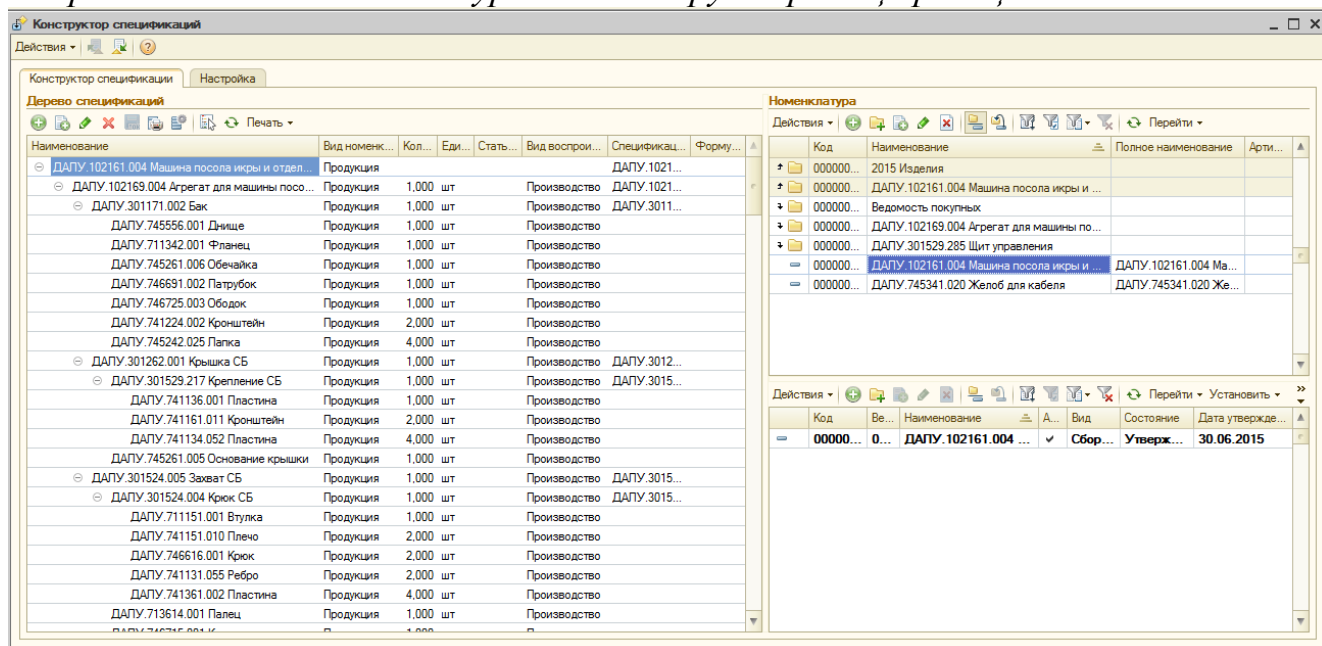 Конструктор спецификаций
Действия
Конструктор спецификации Настройка
Дерево спецификаций
Печать
Наименование Вид номенк... Кол... Еди... Стать... Вид воспрои... Спецификац... Форму...
ДАПУ.102161.004 Машина посола икры и отдел... Продукция ДАПУ.1021...
ДАПУ.102169.004 Агрегат для машины посо... Продукция 1,000 шт Производство ДАПУ.1021...
ДАПУ.301171.002 Бак Продукция 1,000 шт Производство ДАПУ.3011...
ДАПУ.745556.001 Днище Продукция 1,000 шт Производство
ДАПУ.711342.001 Фланец Продукция 1,000 шт Производство
ДАПУ.745261.006 Обечайка Продукция 1,000 шт Производство
ДАПУ.746691.002 Патрубок Продукция 1,000 шт Производство
ДАПУ.746725.003 Ободок Продукция 1,000 шт Производство
ДАПУ.741224.002 Кронштейн Продукция 2,000 шт Производство
ДАПУ.745242.025 Лапка Продукция 4,000 шт Производство
ДАПУ.301262.001 Крышка СБ Продукция 1,000 шт Производство ДАПУ.3012...
ДАПУ.301529.217 Крепление СБ Продукция 1,000 шт Производство ДАПУ.3015...
ДАПУ.741136.001 Пластина Продукция 1,000 шт Производство
ДАПУ.741161.011 Кронштейн Продукция 2,000 шт Производство
ДАПУ.741134.052 Пластина Продукция 4,000 шт Производство
ДАПУ.745261.005 Основание крышки Продукция 1,000 шт Производство
ДАПУ.301524.005 Захват СБ Продукция 1,000 шт Производство ДАПУ.3015...
ДАПУ.301524.004 Крюк СБ Продукция 1,000 шт Производство ДАПУ.3015...
ДАПУ.711151.001 Втулка Продукция 1,000 шт Производство
ДАПУ.741151.010 Плечо Продукция 2,000 шт Производство
ДАПУ.746616.001 Крюк Продукция 2,000 шт Производство
ДАПУ.741131.055 Ребро Продукция 2,000 шт Производство
ДАПУ.741361.002 Пластина Продукция 4,000 шт Производство
ДАПУ.713614.001 Палец Продукция 1,000 шт Производство
Номенклатура
Действия Перейти
Код Наименование Полное наименование Арти...
000000... 2015 Изделия
000000... ДАПУ.102161.004 Машина посола икры и ...
000000... Ведомость покупных
000000... ДАПУ.102169.004 Агрегат для машины по...
000000... ДАПУ.301529.285 Щит управления
000000... ДАПУ.102161.004 Машина посола икры и ... ДАПУ.102161.004 Ма...
000000... ДАПУ.745341.020 Желоб для кабеля ДАПУ.745341.020 Же...
Действия Перейти Установить
Код Ве... Наименование А... Вид Состояние Дата утвержде...
00000... 0... ДАПУ.102161.004 ... Сбор... Утверж... 30.06.2015